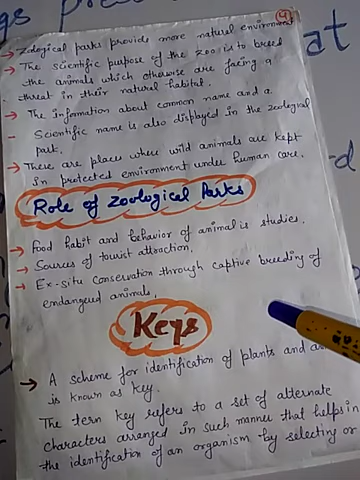 4
→ Zological parks provide more natural environment
→ The scientific purpose of the zoo is to breed
the animals which otherwise are facing a
threat in their natural habitat.
→ The information about common name and a
Scientific name is also displayed in the zoological
park.
→ These are places where wild animals are kept
in protected environment under human care.
Role of Zoological Parks
→ Food habit and behavior of animal is studies.
→ Sources of tourist attraction.
→ Ex-situ Conservation through captive breeding of
endangered animals.
Keys
→ A scheme for identification of plants and
is known as key.
The term key refers to a set of alternate
characters arranged in such manner that helps in
the identification of an organism by selecting or